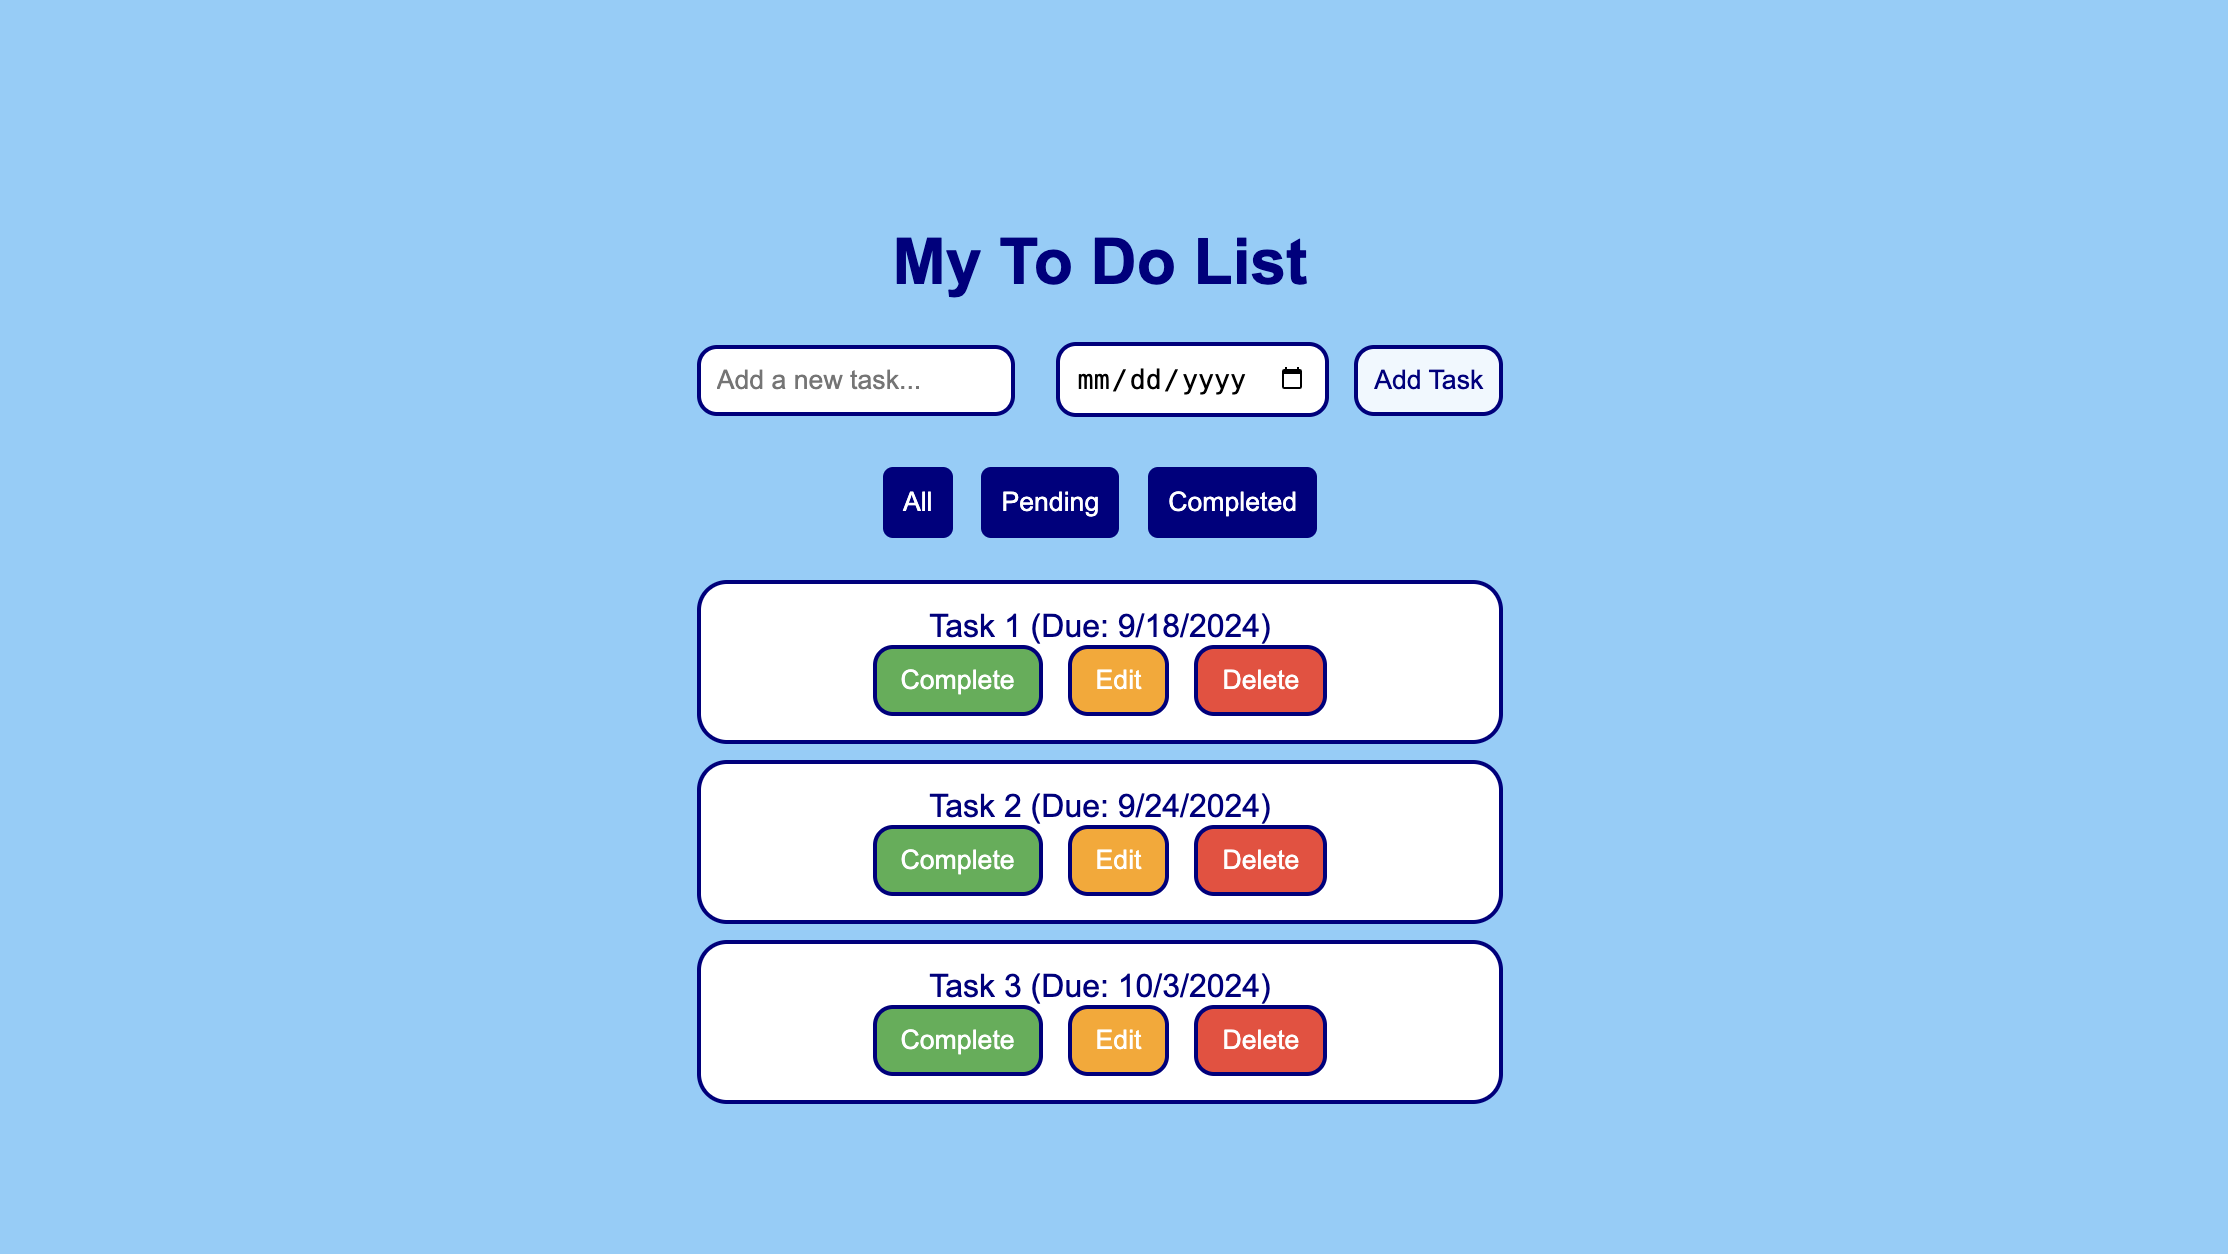 My To Do List
Add a new task... mm/dd/yyyy Add Task
All Pending Completed
Task 1 (Due: 9/18/2024)
Complete Edit Delete
Task 2 (Due: 9/24/2024)
Complete Edit Delete
Task 3 (Due: 10/3/2024)
Complete Edit Delete